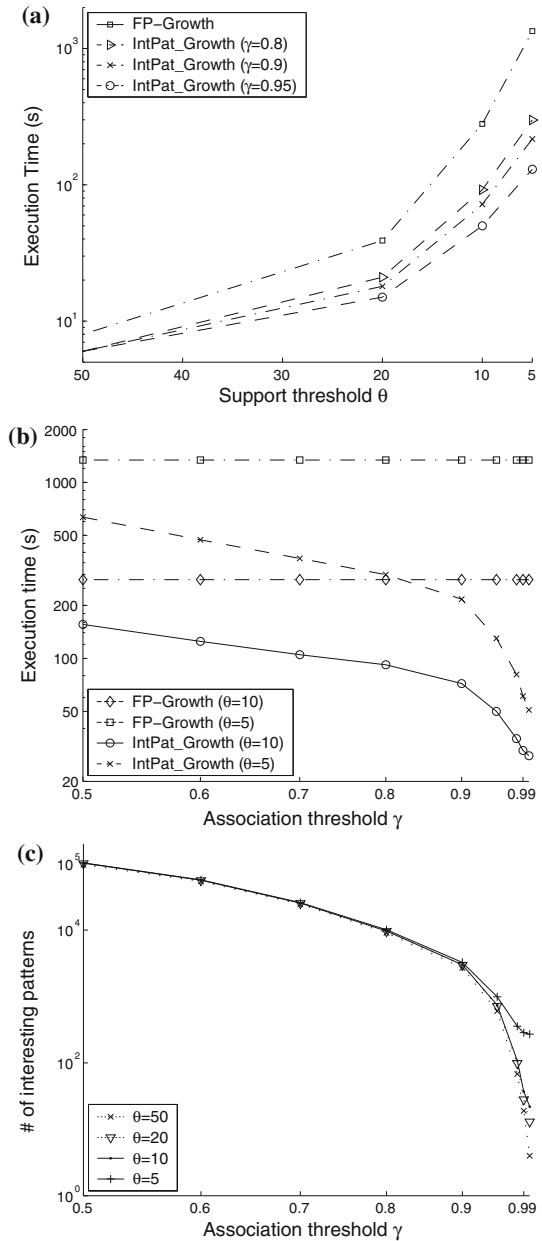 (a)
FP-Growth
IntPat_Growth (γ=0.8)
IntPat_Growth (γ=0.9)
IntPat_Growth (γ=0.95)
10^3
10^2
10^1
Execution Time (s)
50 40 30 20 10 5
Support threshold θ
(b)
2000
1000
500
200
100
50
20
Execution time (s)
FP-Growth (θ=10)
FP-Growth (θ=5)
IntPat_Growth (θ=10)
IntPat_Growth (θ=5)
0.5 0.6 0.7 0.8 0.9 0.99
Association threshold γ
(c)
10^5
10^4
10^2
10^0
# of interesting patterns
θ=50
θ=20
θ=10
θ=5
0.5 0.6 0.7 0.8 0.9 0.99
Association threshold γ